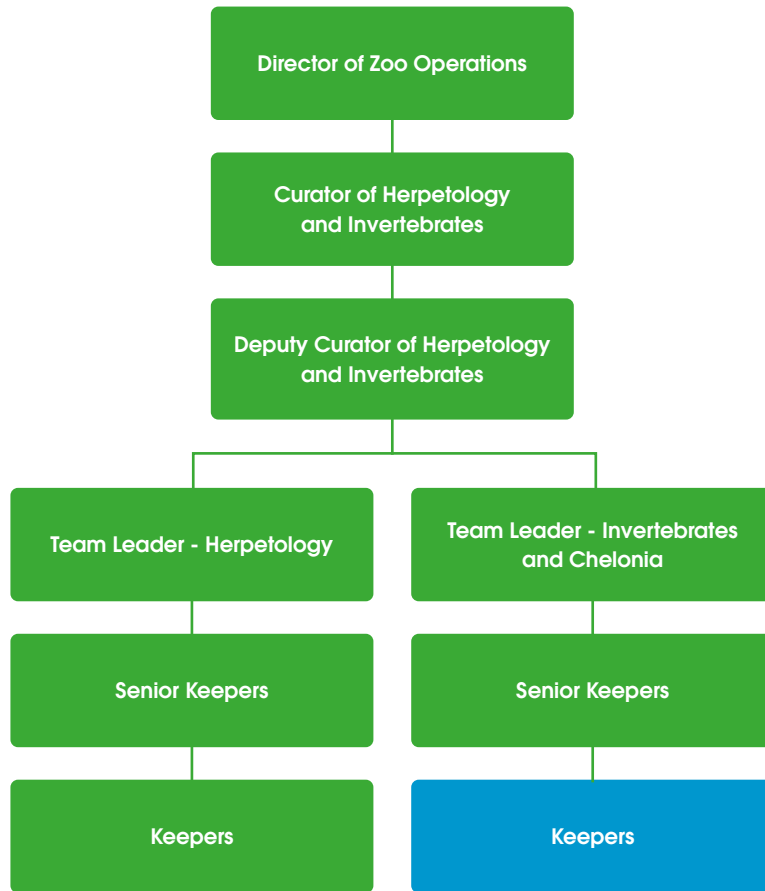 Director of Zoo Operations
Curator of Herpetology
and Invertebrates
Deputy Curator of Herpetology
and Invertebrates
Team Leader - Herpetology
Team Leader - Invertebrates
and Chelonia
Senior Keepers
Senior Keepers
Keepers
Keepers